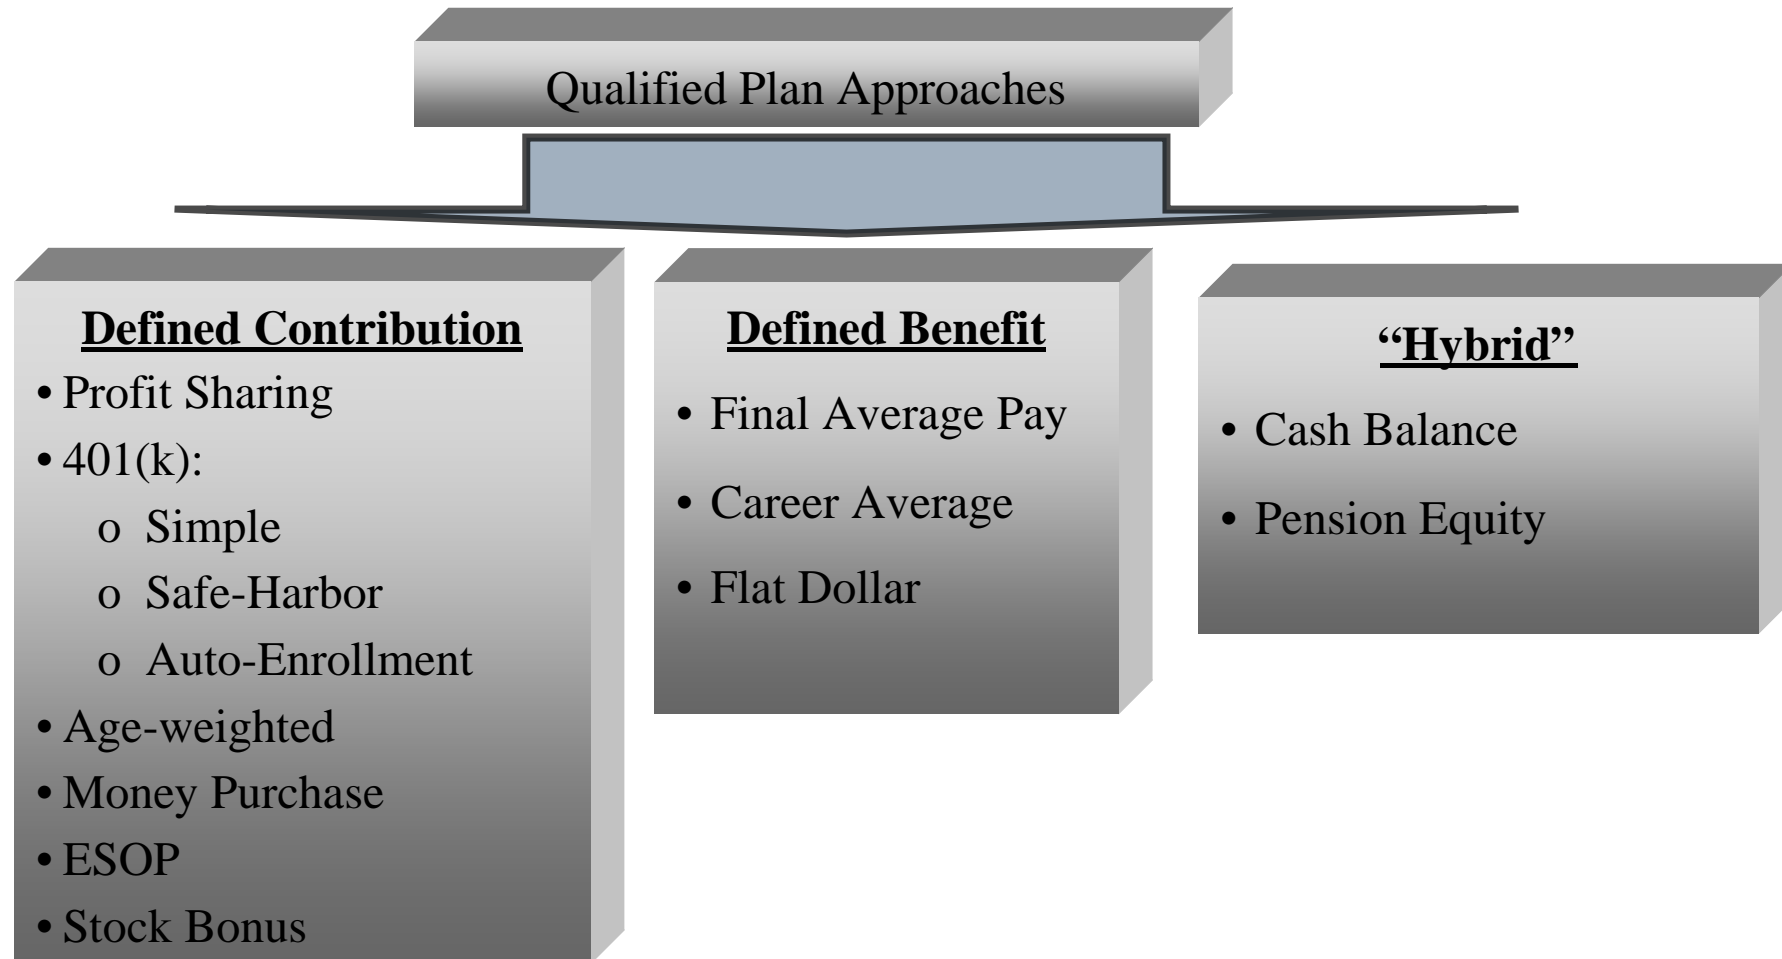 Qualified Plan Approaches
Defined Contribution
• Profit Sharing
• 401(k):
o Simple
o Safe-Harbor
o Auto-Enrollment
• Age-weighted
• Money Purchase
• ESOP
• Stock Bonus
Defined Benefit
• Final Average Pay
• Career Average
• Flat Dollar
“Hybrid”
• Cash Balance
• Pension Equity